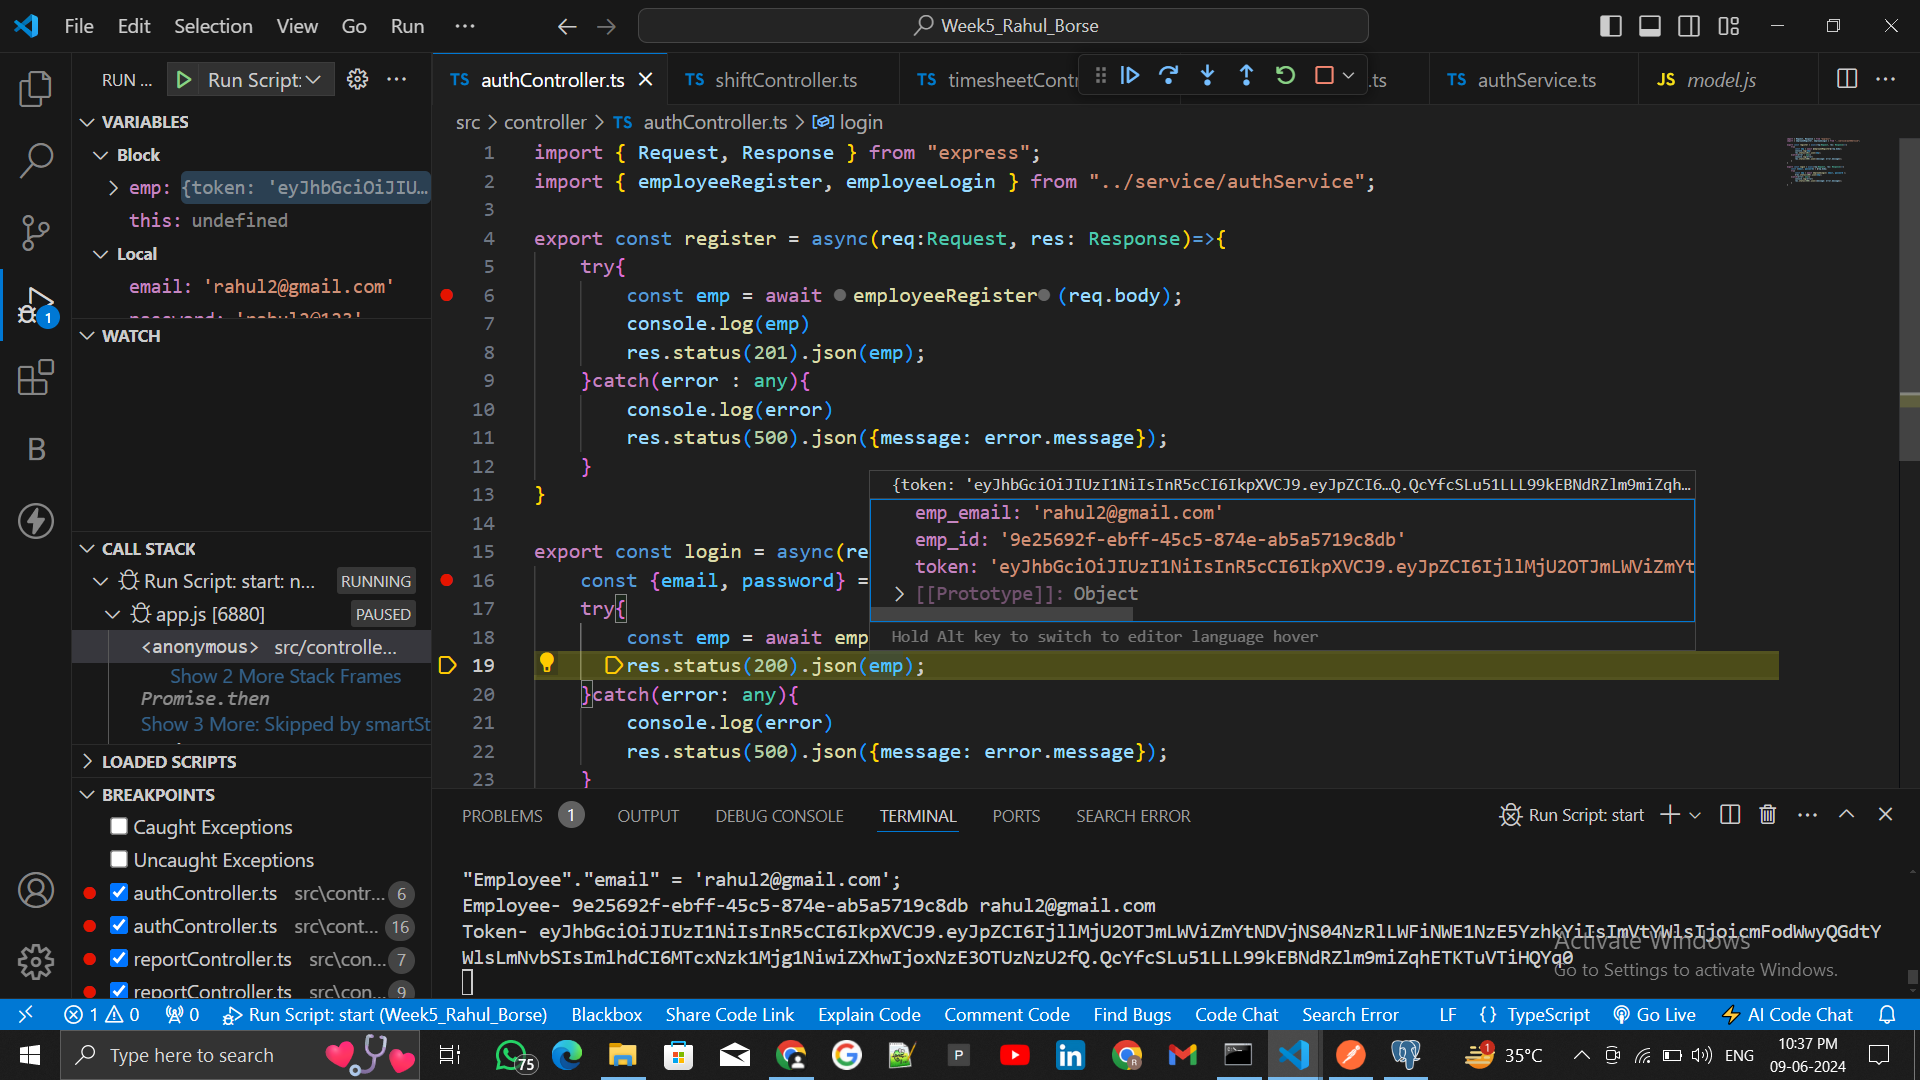 File Edit Selection View Go Run ··· Week5_Rahul_Borse
RUN ... Run Script: ···
TS authController.ts TS shiftController.ts TS timesheetContr .ts TS authService.ts JS model.js ···
VARIABLES
Block
emp: {token: 'eyJhbGciOiJIU...
this: undefined
Local
email: 'rahul2@gmail.com'
password: 'rahul2@123'
WATCH
CALL STACK
Run Script: start: n... RUNNING
app.js [6880] PAUSED
<anonymous> src/controlle...
Show 2 More Stack Frames
Promise.then
Show 3 More: Skipped by smartSt
LOADED SCRIPTS
BREAKPOINTS
Caught Exceptions
Uncaught Exceptions
authController.ts src\contr... 6
authController.ts src\cont... 16
reportController.ts src\con... 7
reportController.ts src\con... 9
1
B
src > controller > TS authController.ts > login
1 import { Request, Response } from "express";
2 import { employeeRegister, employeeLogin } from "../service/authService";
3
4 export const register = async(req:Request, res: Response)=>{
5 try{
6 const emp = await employeeRegister (req.body);
7 console.log(emp)
8 res.status(201).json(emp);
9 }catch(error : any){
10 console.log(error)
11 res.status(500).json({message: error.message});
12 }
13 }
14
15 export const login = async(re
16 const {email, password} =
17 try{
18 const emp = await emp
19 res.status(200).json(emp);
20 }catch(error: any){
21 console.log(error)
22 res.status(500).json({message: error.message});
23 }
{token: 'eyJhbGciOiJIUzI1NiIsInR5cCI6IkpXVCJ9.eyJpZCI6…Q.QcYfcSLu51LLL99kEBNdRZlm9miZqh…
emp_email: 'rahul2@gmail.com'
emp_id: '9e25692f-ebff-45c5-874e-ab5a5719c8db'
token: 'eyJhbGciOiJIUzI1NiIsInR5cCI6IkpXVCJ9.eyJpZCI6IjllMjU2OTJmLWViZmYt
[[Prototype]]: Object
Hold Alt key to switch to editor language hover
PROBLEMS 1 OUTPUT DEBUG CONSOLE TERMINAL PORTS SEARCH ERROR Run Script: start ···
"Employee"."email" = 'rahul2@gmail.com';
Employee- 9e25692f-ebff-45c5-874e-ab5a5719c8db rahul2@gmail.com
Token- eyJhbGciOiJIUzI1NiIsInR5cCI6IkpXVCJ9.eyJpZCI6IjllMjU2OTJmLWViZmYtNDVjNS04NzRlLWFiNWE1NzE5YzhkYiIsImVtYWlsIjoicmFodWwyQGdtY
WlsLmNvbSIsImlhdCI6MTcxNzk1Mjg1NiwiZXhwIjoxNzE3OTUzNzU2fQ.QcYfcSLu51LLL99kEBNdRZlm9miZqhETKTuVTiHQYq0
Activate Windows
Go to Settings to activate Windows.
1 0 0 Run Script: start (Week5_Rahul_Borse) Blackbox Share Code Link Explain Code Comment Code Find Bugs Code Chat Search Error LF {} TypeScript Go Live AI Code Chat
Type here to search 75 P 1 35°C ENG 10:37 PM
09-06-2024